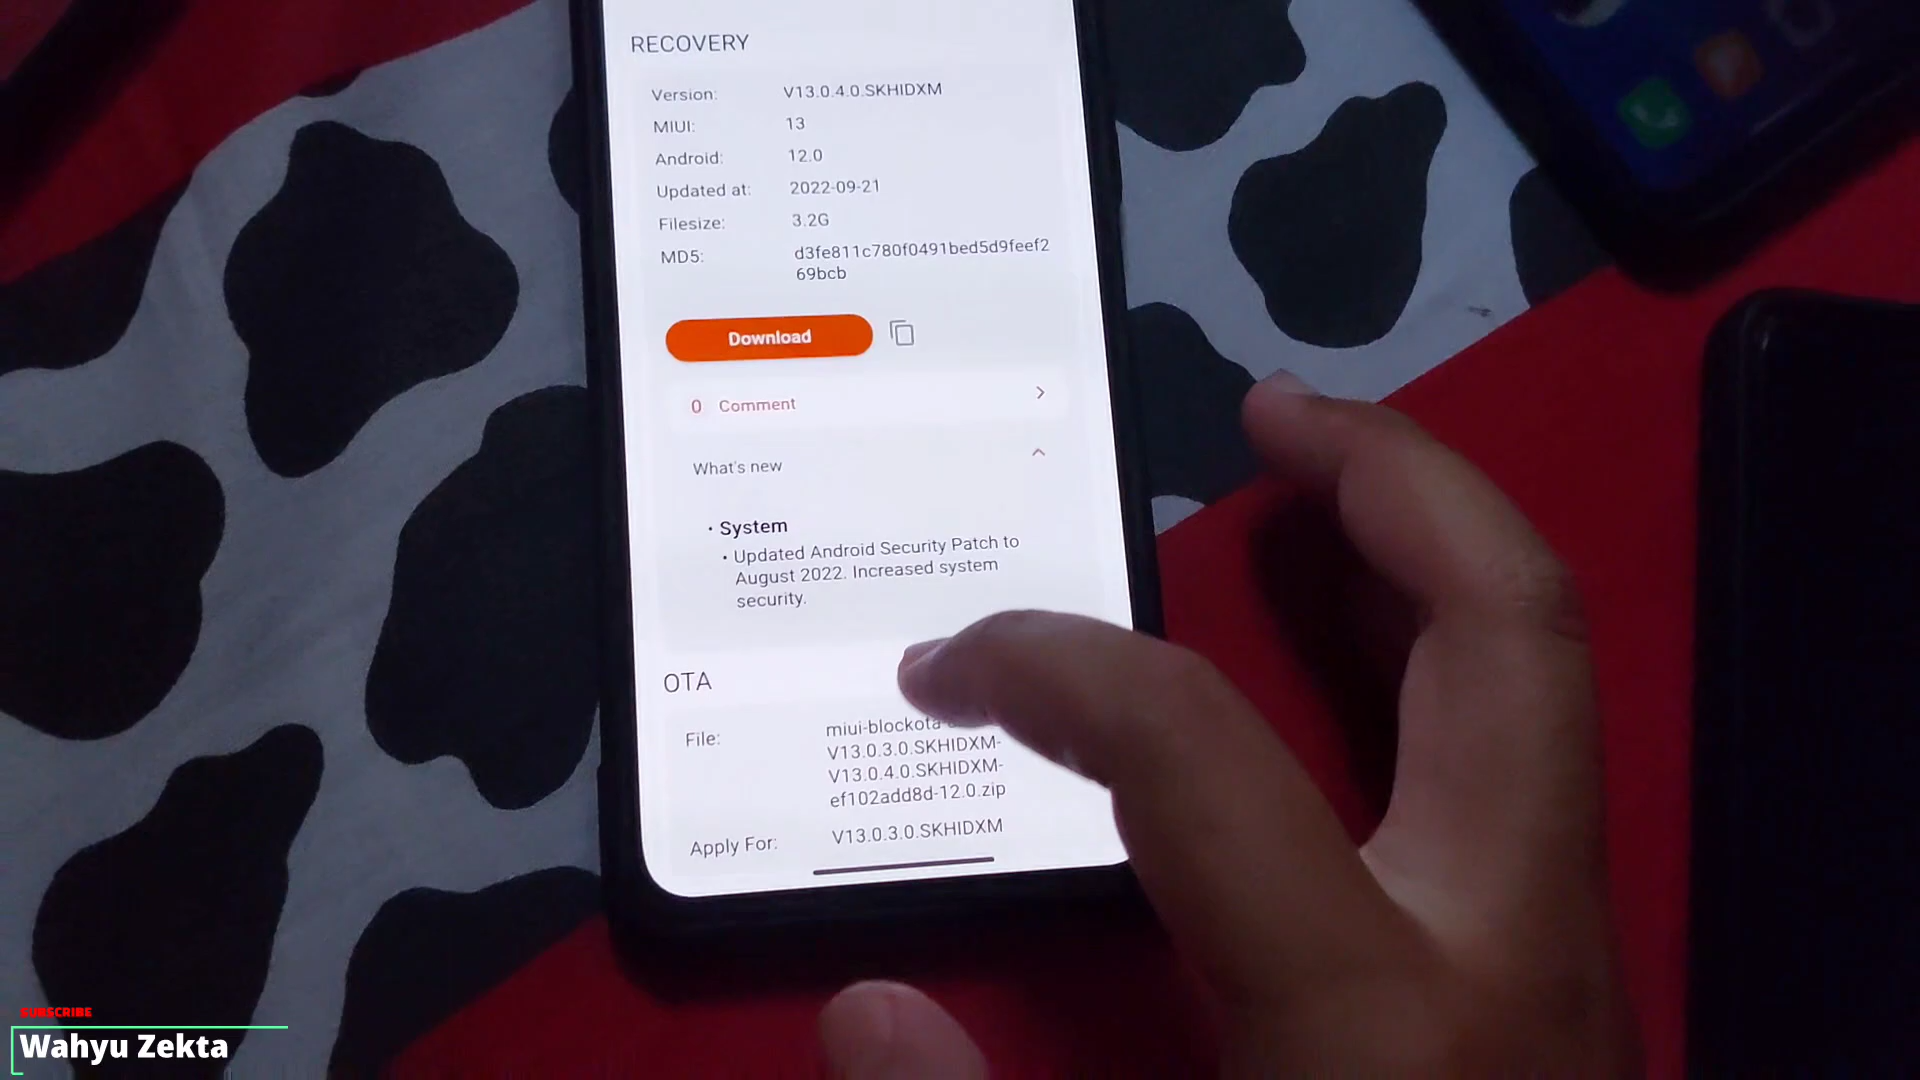 RECOVERY
Version: V13.0.4.0.SKHIDXM
MIUI: 13
Android: 12.0
Updated at: 2022-09-21
Filesize: 3.2G
MD5: d3fe811c780f0491bed5d9feef2
69bcb
Download
0 Comment
What's new
• System
• Updated Android Security Patch to
August 2022. Increased system
security.
OTA
File: miui-blockota-
V13.0.3.0.SKHIDXM-
V13.0.4.0.SKHIDXM-
ef102add8d-12.0.zip
Apply For: V13.0.3.0.SKHIDXM
SUBSCRIBE
Wahyu Zekta